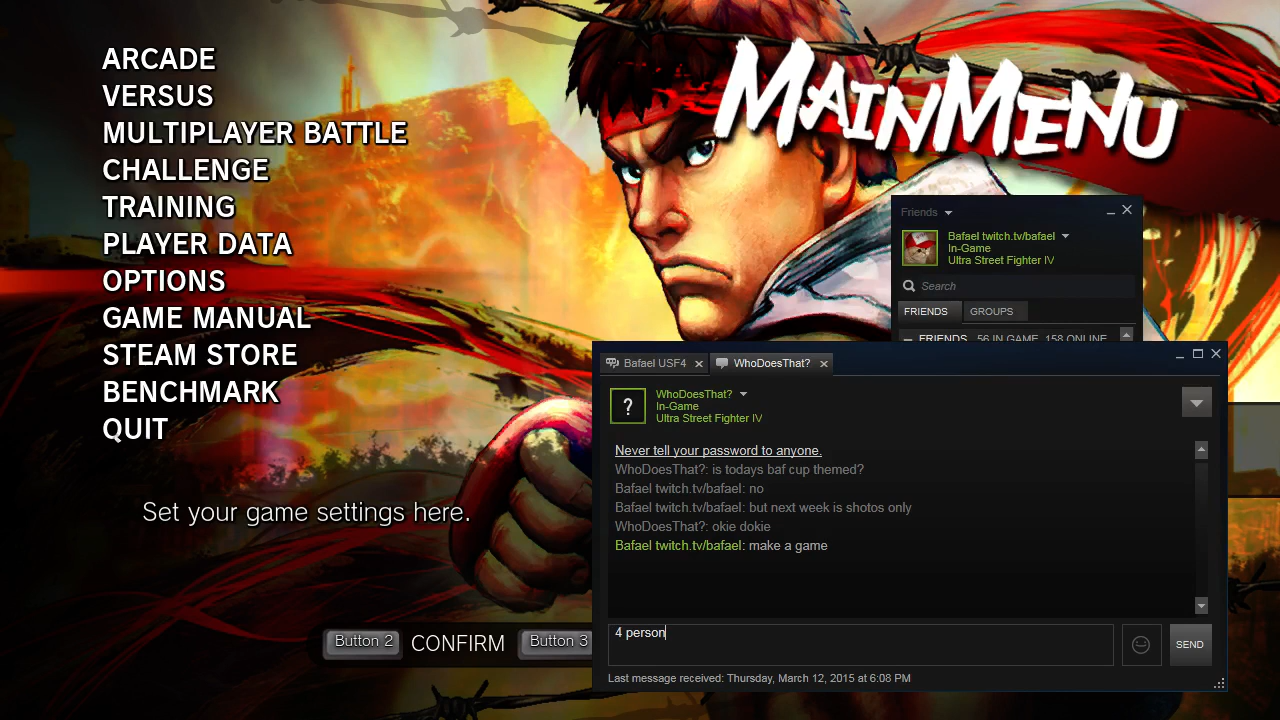 ARCADE
VERSUS
MULTIPLAYER BATTLE
CHALLENGE
TRAINING
PLAYER DATA
OPTIONS
GAME MANUAL
STEAM STORE
BENCHMARK
QUIT
Set your game settings here.
Button 2 CONFIRM Button 3
MAINMENU
Friends
Bafael twitch.tv/bafael
In-Game
Ultra Street Fighter IV
Search
FRIENDS GROUPS
FRIENDS 56 IN GAME, 158 ONLINE
Bafael USF4 WhoDoesThat?
?
WhoDoesThat?
In-Game
Ultra Street Fighter IV
Never tell your password to anyone.
WhoDoesThat?: is todays baf cup themed?
Bafael twitch.tv/bafael: no
Bafael twitch.tv/bafael: but next week is shotos only
WhoDoesThat?: okie dokie
Bafael twitch.tv/bafael: make a game
4 person
SEND
Last message received: Thursday, March 12, 2015 at 6:08 PM